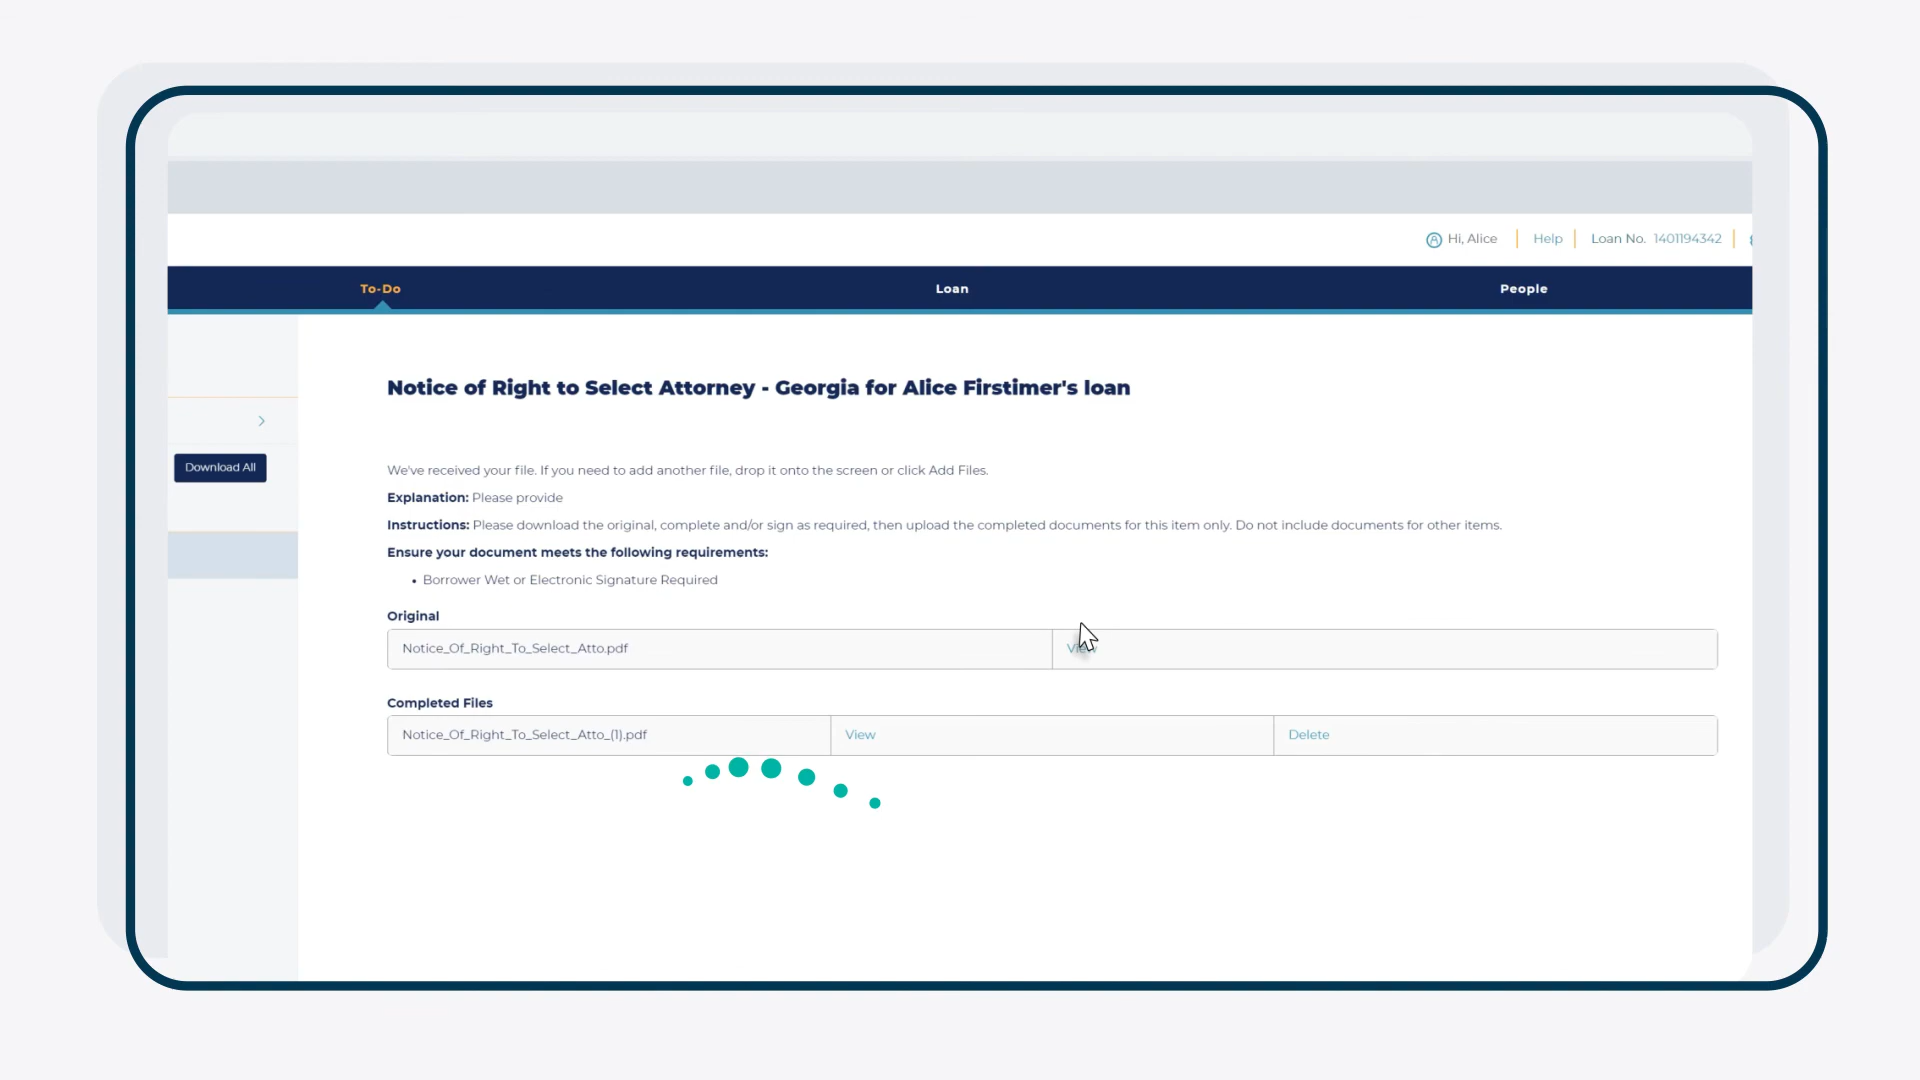 Hi, Alice
Help
Loan No. 1401194342
To-Do
Loan
People
Notice of Right to Select Attorney - Georgia for Alice Firstimer's loan
Download All
We've received your file. If you need to add another file, drop it onto the screen or click Add Files.
Explanation: Please provide
Instructions: Please download the original, complete and/or sign as required, then upload the completed documents for this item only. Do not include documents for other items.
Ensure your document meets the following requirements:
• Borrower Wet or Electronic Signature Required
Original
Notice_Of_Right_To_Select_Atto.pdf
View
Completed Files
Notice_Of_Right_To_Select_Atto_(1).pdf
View
Delete